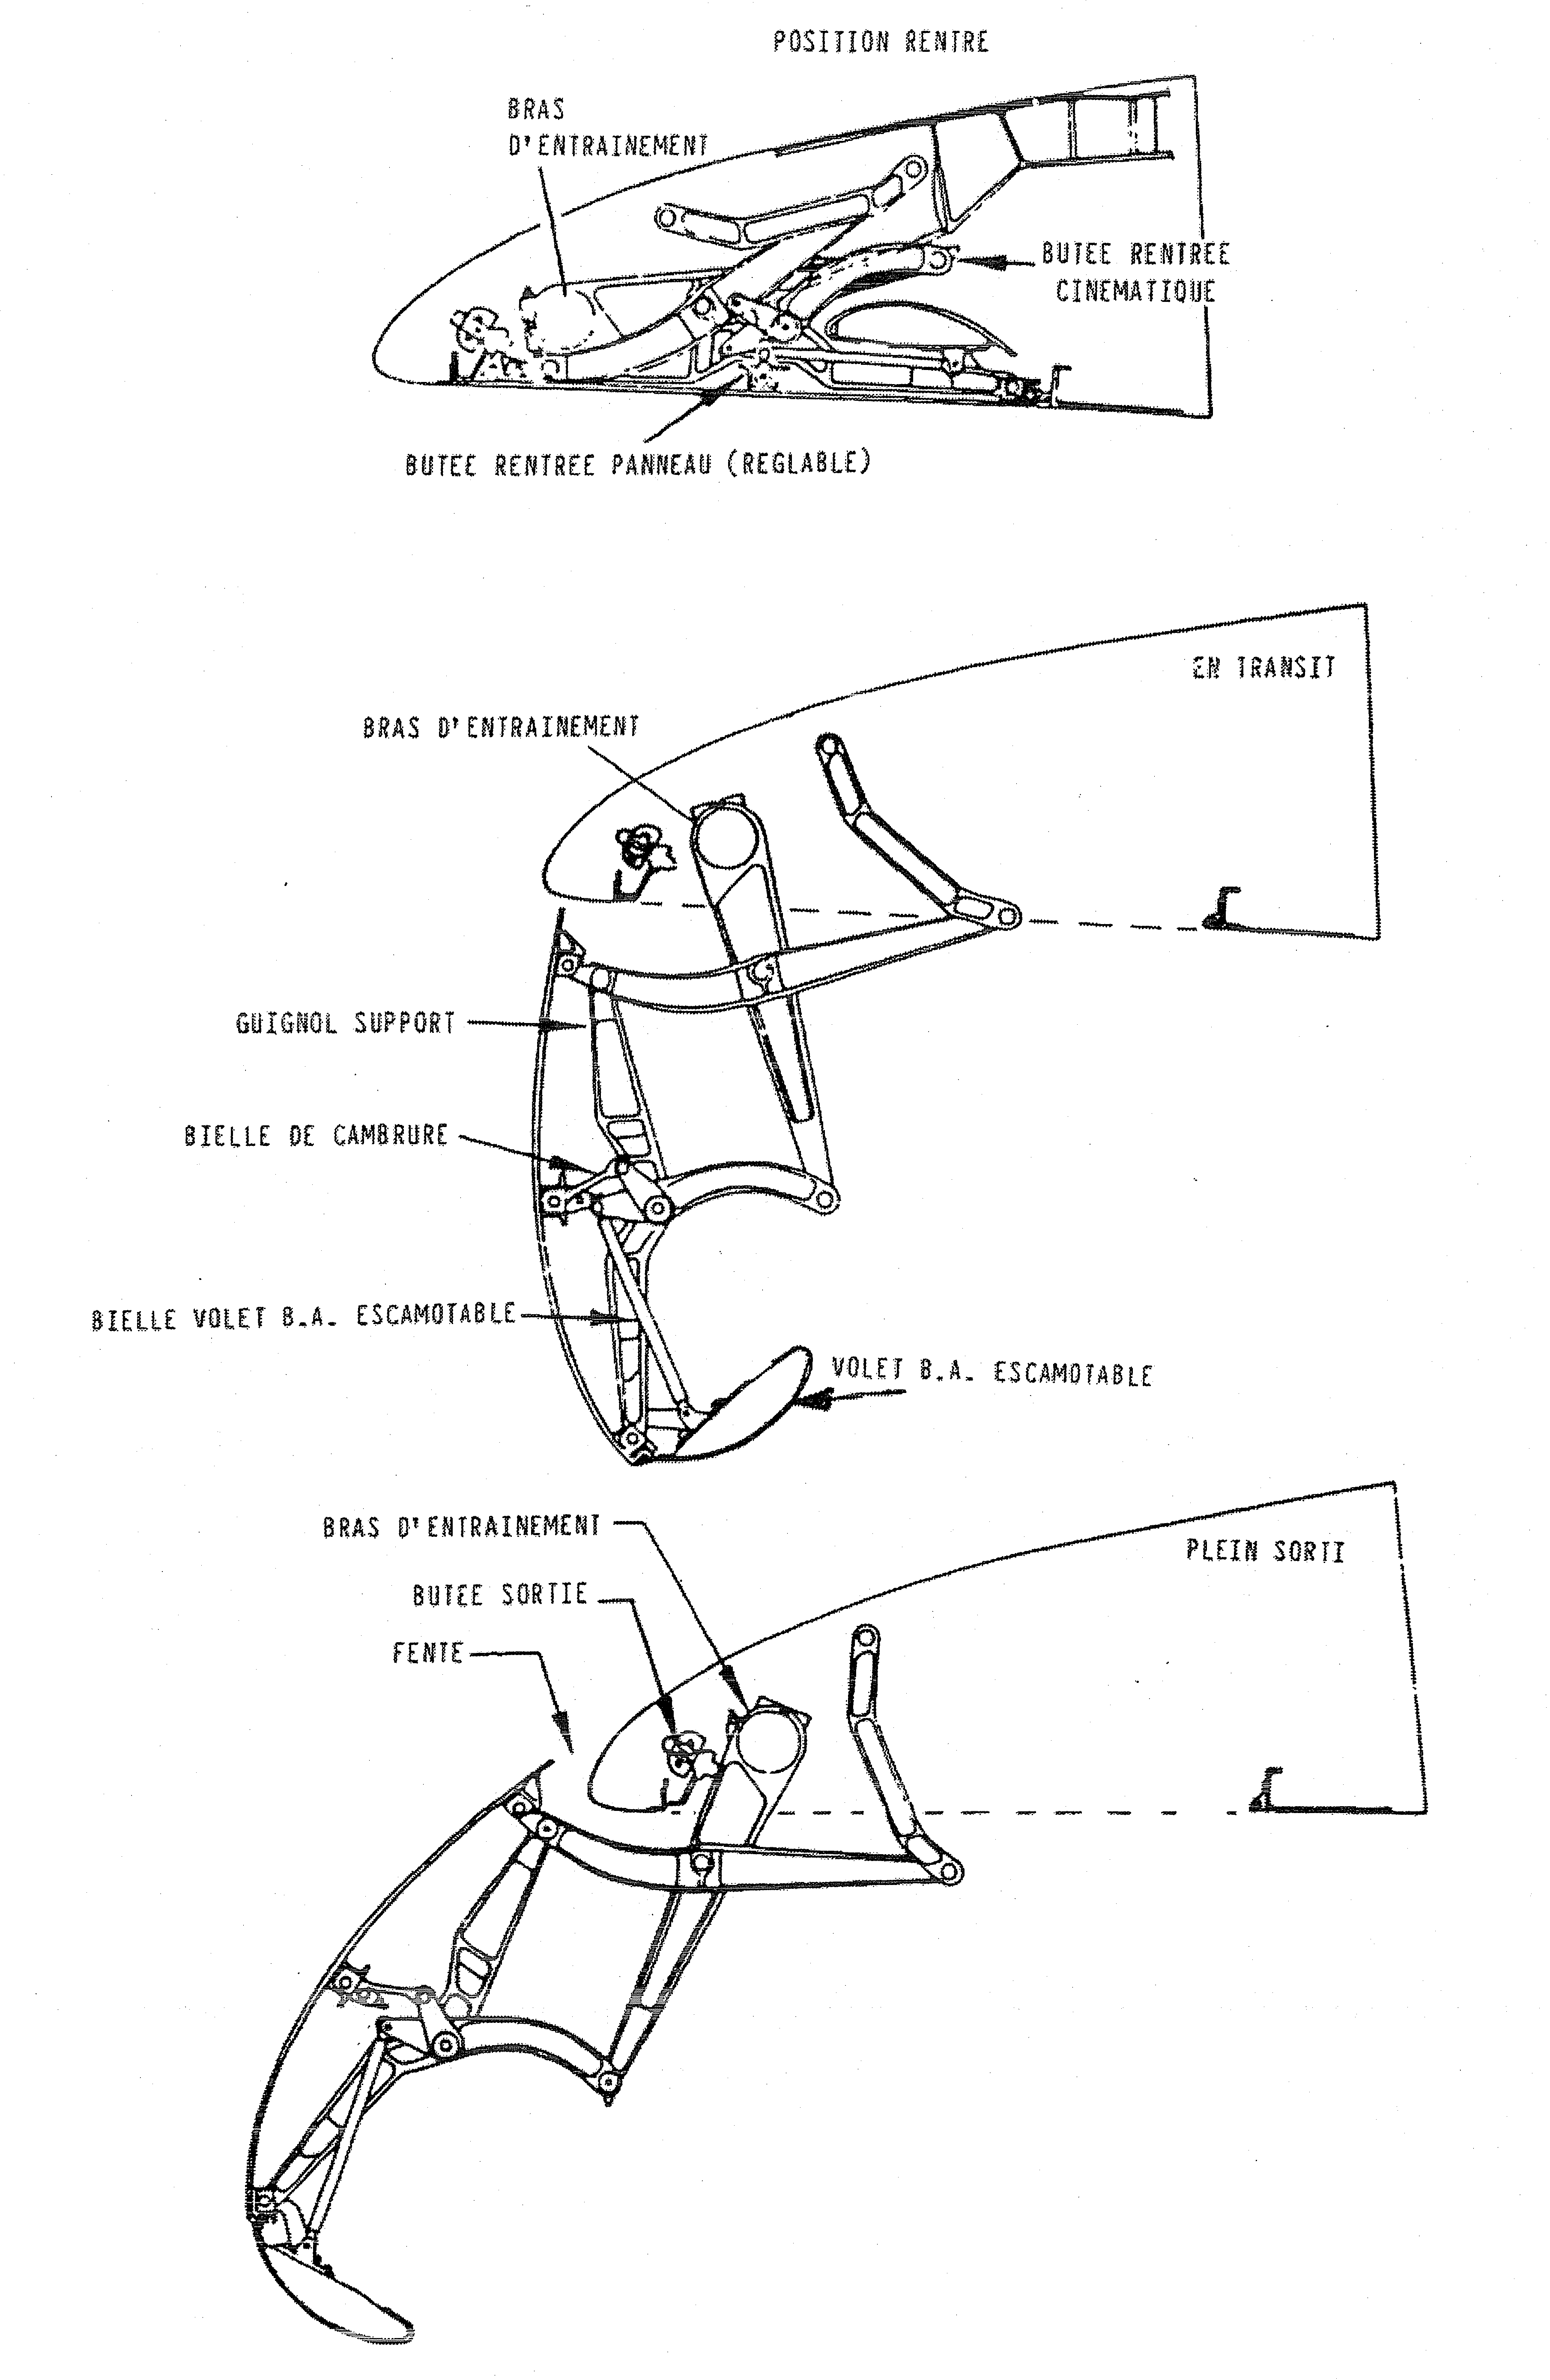 POSITION RENTRE
BRAS
D'ENTRAINEMENT
BUTEE RENTREE
CINEMATIQUE
BUTEE RENTREE PANNEAU (REGLABLE)
EN TRANSIT
BRAS D'ENTRAINEMENT
GUIGNOL SUPPORT
BIELLE DE CAMBRURE
BIELLE VOLET B.A. ESCAMOTABLE
VOLET B.A. ESCAMOTABLE
BRAS D'ENTRAINEMENT
PLEIN SORTI
BUTEE SORTIE
FENTE